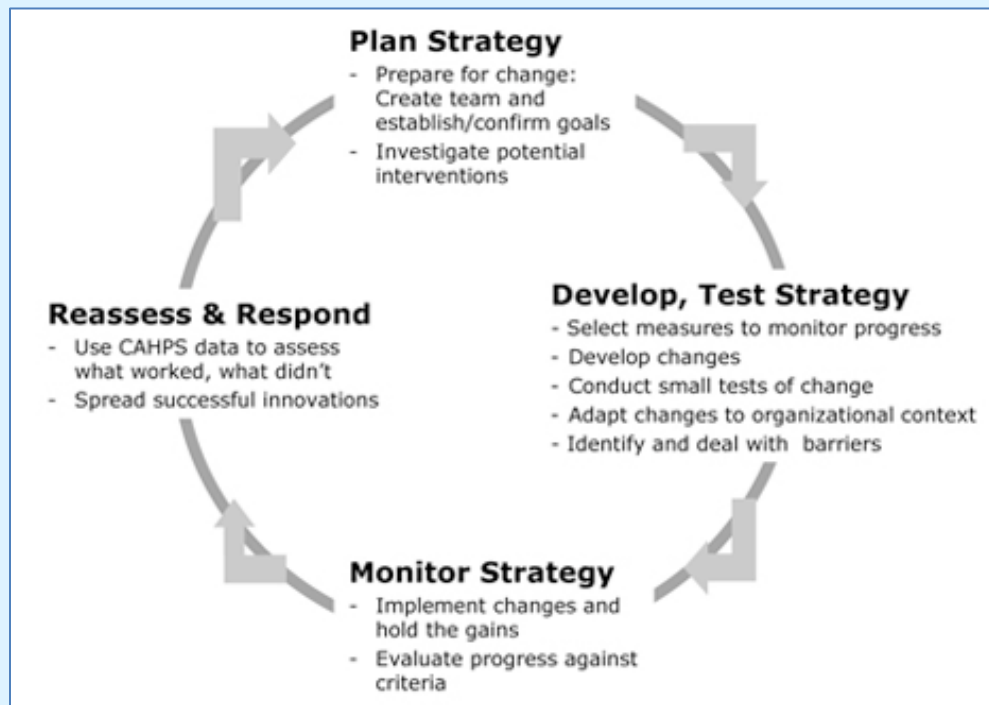 Plan Strategy
- Prepare for change:
Create team and
establish/confirm goals
- Investigate potential
interventions
Develop, Test Strategy
- Select measures to monitor progress
- Develop changes
- Conduct small tests of change
- Adapt changes to organizational context
- Identify and deal with barriers
Monitor Strategy
- Implement changes and
hold the gains
- Evaluate progress against
criteria
Reassess & Respond
- Use CAHPS data to assess
what worked, what didn't
- Spread successful innovations